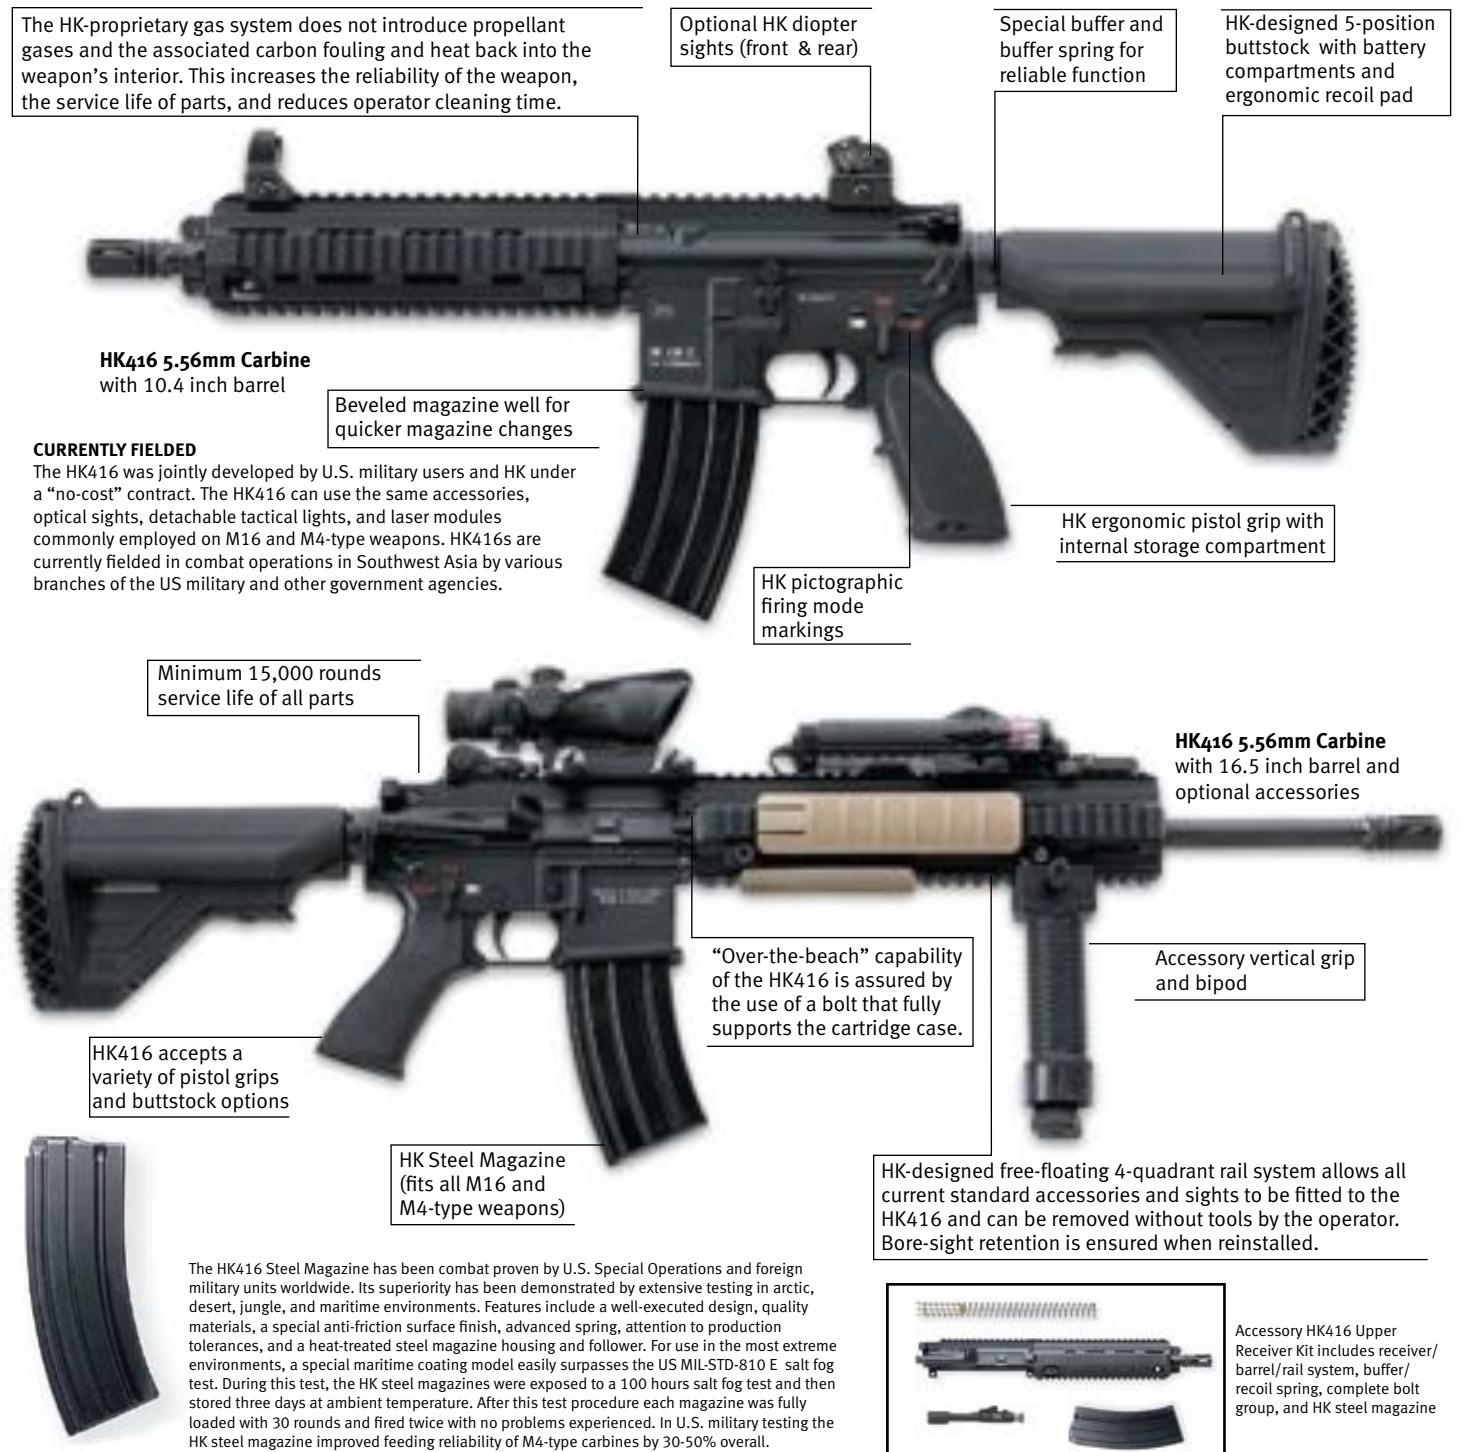 The HK-proprietary gas system does not introduce propellant
gases and the associated carbon fouling and heat back into the
weapon's interior. This increases the reliability of the weapon,
the service life of parts, and reduces operator cleaning time.
Optional HK diopter
sights (front & rear)
Special buffer and
buffer spring for
reliable function
HK-designed 5-position
buttstock with battery
compartments and
ergonomic recoil pad
HK416 5.56mm Carbine
with 10.4 inch barrel
Beveled magazine well for
quicker magazine changes
CURRENTLY FIELDED
The HK416 was jointly developed by U.S. military users and HK under
a “no-cost” contract. The HK416 can use the same accessories,
optical sights, detachable tactical lights, and laser modules
commonly employed on M16 and M4-type weapons. HK416s are
currently fielded in combat operations in Southwest Asia by various
branches of the US military and other government agencies.
HK ergonomic pistol grip with
internal storage compartment
HK pictographic
firing mode
markings
Minimum 15,000 rounds
service life of all parts
HK416 5.56mm Carbine
with 16.5 inch barrel and
optional accessories
“Over-the-beach” capability
of the HK416 is assured by
the use of a bolt that fully
supports the cartridge case.
Accessory vertical grip
and bipod
HK416 accepts a
variety of pistol grips
and buttstock options
HK Steel Magazine
(fits all M16 and
M4-type weapons)
HK-designed free-floating 4-quadrant rail system allows all
current standard accessories and sights to be fitted to the
HK416 and can be removed without tools by the operator.
Bore-sight retention is ensured when reinstalled.
The HK416 Steel Magazine has been combat proven by U.S. Special Operations and foreign
military units worldwide. Its superiority has been demonstrated by extensive testing in arctic,
desert, jungle, and maritime environments. Features include a well-executed design, quality
materials, a special anti-friction surface finish, advanced spring, attention to production
tolerances, and a heat-treated steel magazine housing and follower. For use in the most extreme
environments, a special maritime coating model easily surpasses the US MIL-STD-810 E salt fog
test. During this test, the HK steel magazines were exposed to a 100 hours salt fog test and then
stored three days at ambient temperature. After this test procedure each magazine was fully
loaded with 30 rounds and fired twice with no problems experienced. In U.S. military testing the
HK steel magazine improved feeding reliability of M4-type carbines by 30-50% overall.
Accessory HK416 Upper
Receiver Kit includes receiver/
barrel/rail system, buffer/
recoil spring, complete bolt
group, and HK steel magazine